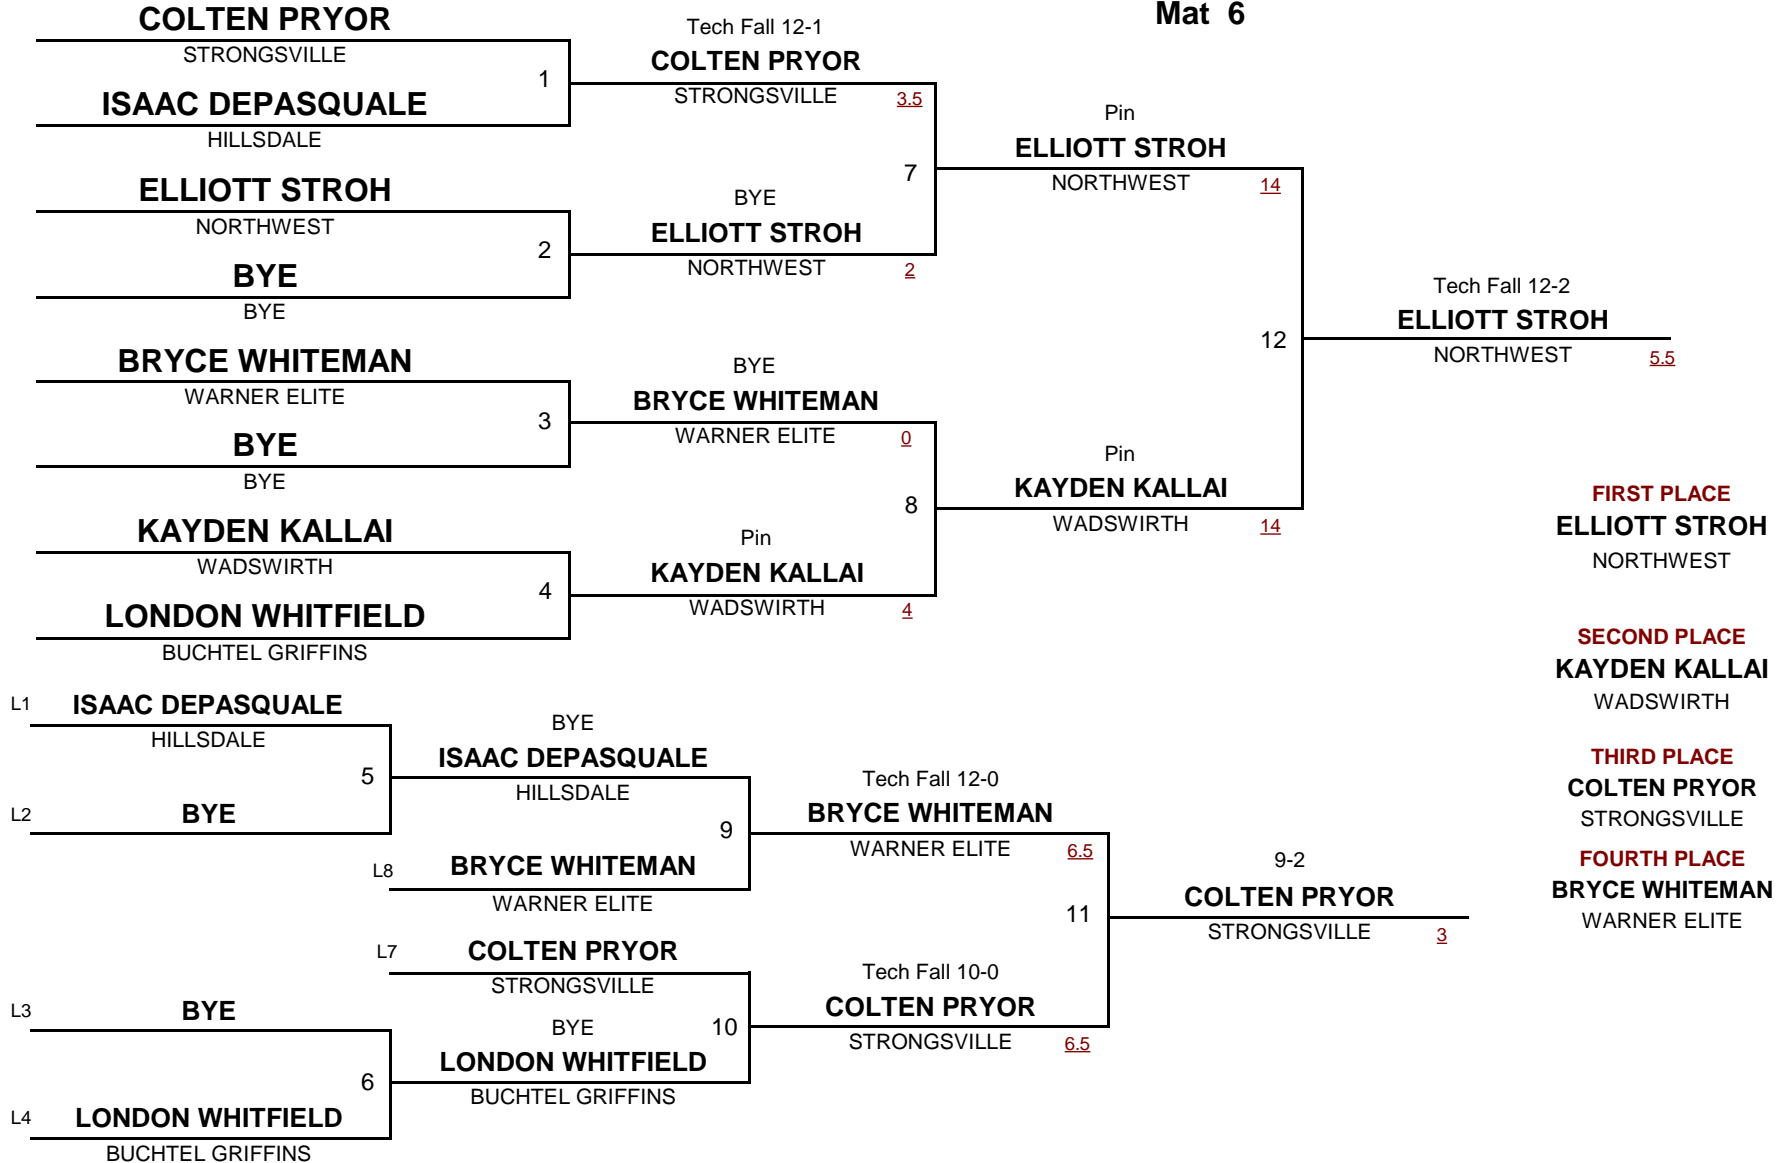 Mat 6
COLTEN PRYOR
STRONGSVILLE
1
ISAAC DEPASQUALE
HILLSDALE
ELLIOTT STROH
NORTHWEST
2
BYE
BYE
BRYCE WHITEMAN
WARNER ELITE
3
BYE
BYE
KAYDEN KALLAI
WADSWIRTH
4
LONDON WHITFIELD
BUCHTEL GRIFFINS
Tech Fall 12-1
COLTEN PRYOR
STRONGSVILLE 3.5
7
BYE
ELLIOTT STROH
NORTHWEST 2
BYE
BRYCE WHITEMAN
WARNER ELITE 0
8
Pin
KAYDEN KALLAI
WADSWIRTH 4
Pin
ELLIOTT STROH
NORTHWEST 14
12
Pin
KAYDEN KALLAI
WADSWIRTH 14
Tech Fall 12-2
ELLIOTT STROH
NORTHWEST 5.5
FIRST PLACE
ELLIOTT STROH
NORTHWEST
SECOND PLACE
KAYDEN KALLAI
WADSWIRTH
THIRD PLACE
COLTEN PRYOR
STRONGSVILLE
FOURTH PLACE
BRYCE WHITEMAN
WARNER ELITE
L1 ISAAC DEPASQUALE
HILLSDALE
5
L2 BYE
L3 BYE
6
L4 LONDON WHITFIELD
BUCHTEL GRIFFINS
BYE
ISAAC DEPASQUALE
HILLSDALE
9
L8 BRYCE WHITEMAN
WARNER ELITE
L7 COLTEN PRYOR
STRONGSVILLE
BYE 10
LONDON WHITFIELD
BUCHTEL GRIFFINS
Tech Fall 12-0
BRYCE WHITEMAN
WARNER ELITE 6.5
11
Tech Fall 10-0
COLTEN PRYOR
STRONGSVILLE 6.5
9-2
COLTEN PRYOR
STRONGSVILLE 3